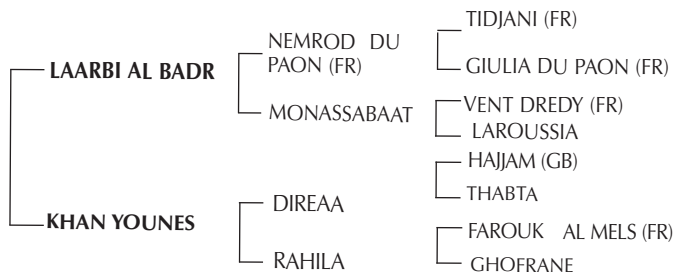 TIDJANI (FR)
NEMROD DU
PAON (FR)
GIULIA DU PAON (FR)
LAARBI AL BADR
VENT DREDY (FR)
MONASSABAAT
LAROUSSIA
HAJJAM (GB)
DIREAA
THABTA
KHAN YOUNES
FAROUK AL MELS (FR)
RAHILA
GHOFRANE